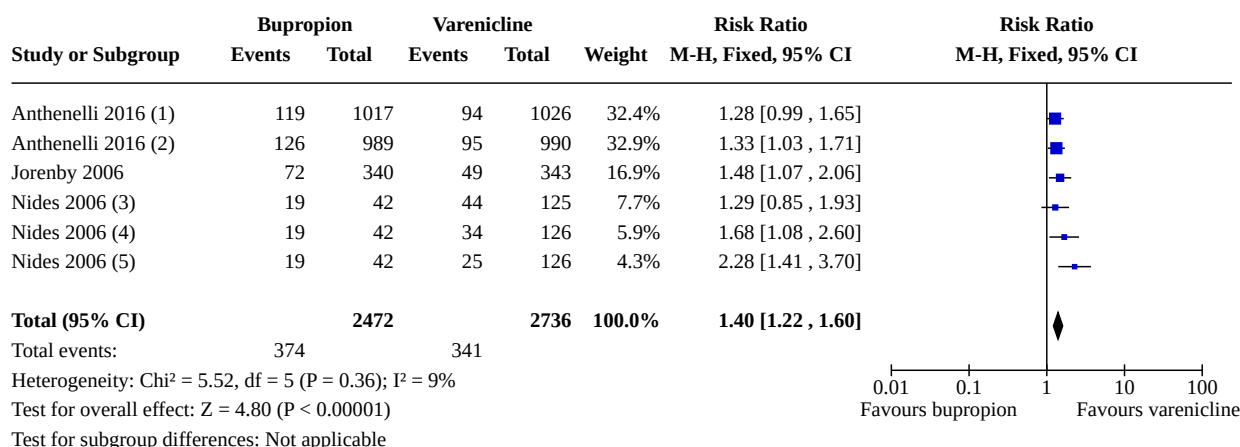 Bupropion Varenicline Risk Ratio Risk Ratio
Study or Subgroup Events Total Events Total Weight M-H, Fixed, 95% CI M-H, Fixed, 95% CI
Anthenelli 2016 (1) 119 1017 94 1026 32.4% 1.28 [0.99 , 1.65]
Anthenelli 2016 (2) 126 989 95 990 32.9% 1.33 [1.03 , 1.71]
Jorenby 2006 72 340 49 343 16.9% 1.48 [1.07 , 2.06]
Nides 2006 (3) 19 42 44 125 7.7% 1.29 [0.85 , 1.93]
Nides 2006 (4) 19 42 34 126 5.9% 1.68 [1.08 , 2.60]
Nides 2006 (5) 19 42 25 126 4.3% 2.28 [1.41 , 3.70]
Total (95% CI) 2472 2736 100.0% 1.40 [1.22 , 1.60]
Total events: 374 341
Heterogeneity: Chi² = 5.52, df = 5 (P = 0.36); I² = 9%
0.01 0.1 1 10 100
Test for overall effect: Z = 4.80 (P < 0.00001) Favours bupropion Favours varenicline
Test for subgroup differences: Not applicable